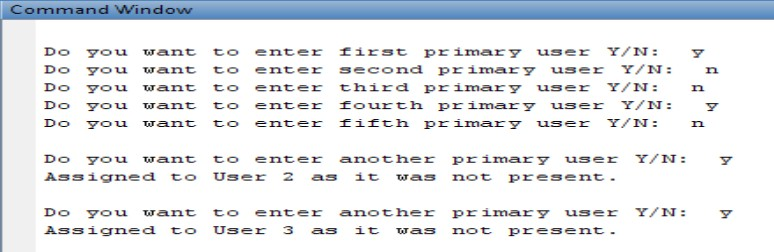 Command Window
Do you want to enter first primary user Y/N:  y
Do you want to enter second primary user Y/N:  n
Do you want to enter third primary user Y/N:  n
Do you want to enter fourth primary user Y/N:  y
Do you want to enter fifth primary user Y/N:  n
Do you want to enter another primary user Y/N:  y
Assigned to User 2 as it was not present.
Do you want to enter another primary user Y/N:  y
Assigned to User 3 as it was not present.